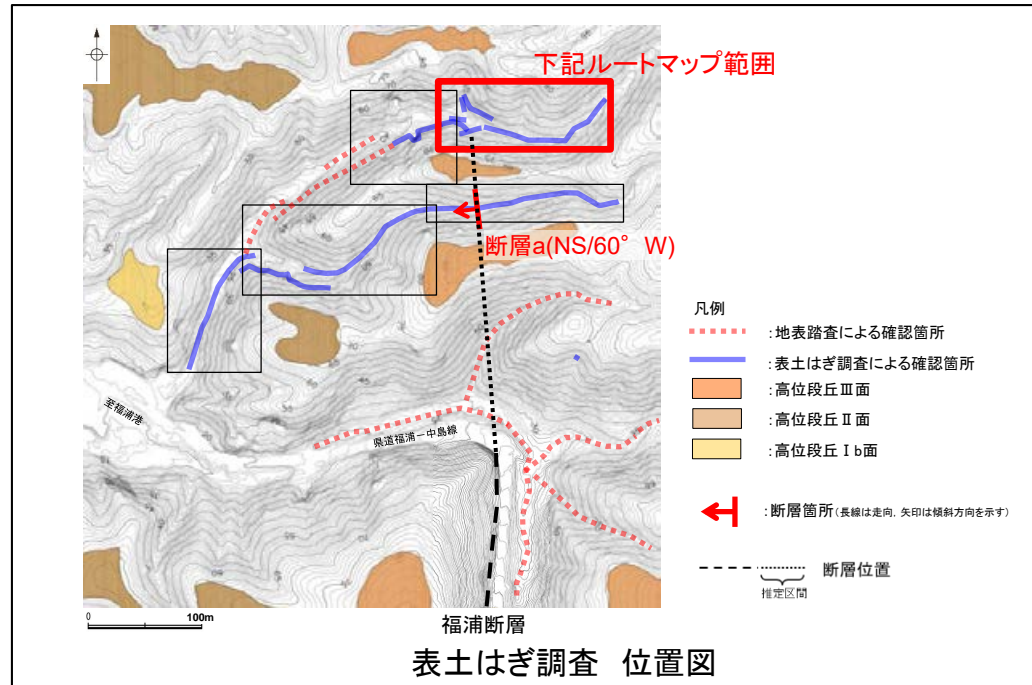 下記ルートマップ範囲
断層a(NS/60°W)
至福浦港
県道福浦ー中島線
0 100m
福浦断層
凡例
:地表踏査による確認箇所
:表土はぎ調査による確認箇所
:高位段丘Ⅲ面
:高位段丘Ⅱ面
:高位段丘Ⅰb面
:断層箇所(長線は走向,矢印は傾斜方向を示す)
断層位置
推定区間
表土はぎ調査 位置図